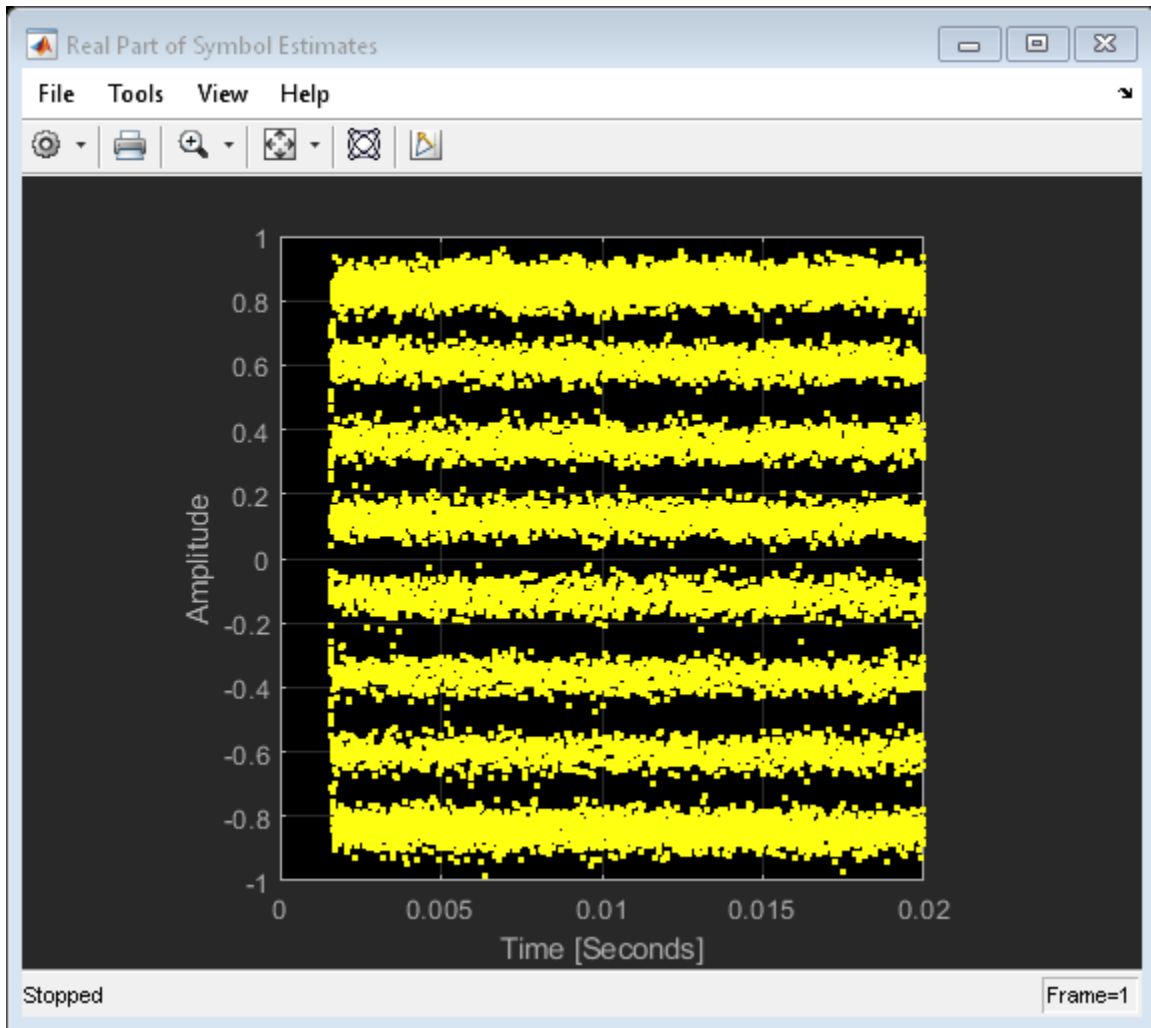 Real Part of Symbol Estimates
File Tools View Help
1
0.8
0.6
0.4
0.2
0
-0.2
-0.4
-0.6
-0.8
-1
Amplitude
0 0.005 0.01 0.015 0.02
Time [Seconds]
Stopped Frame=1